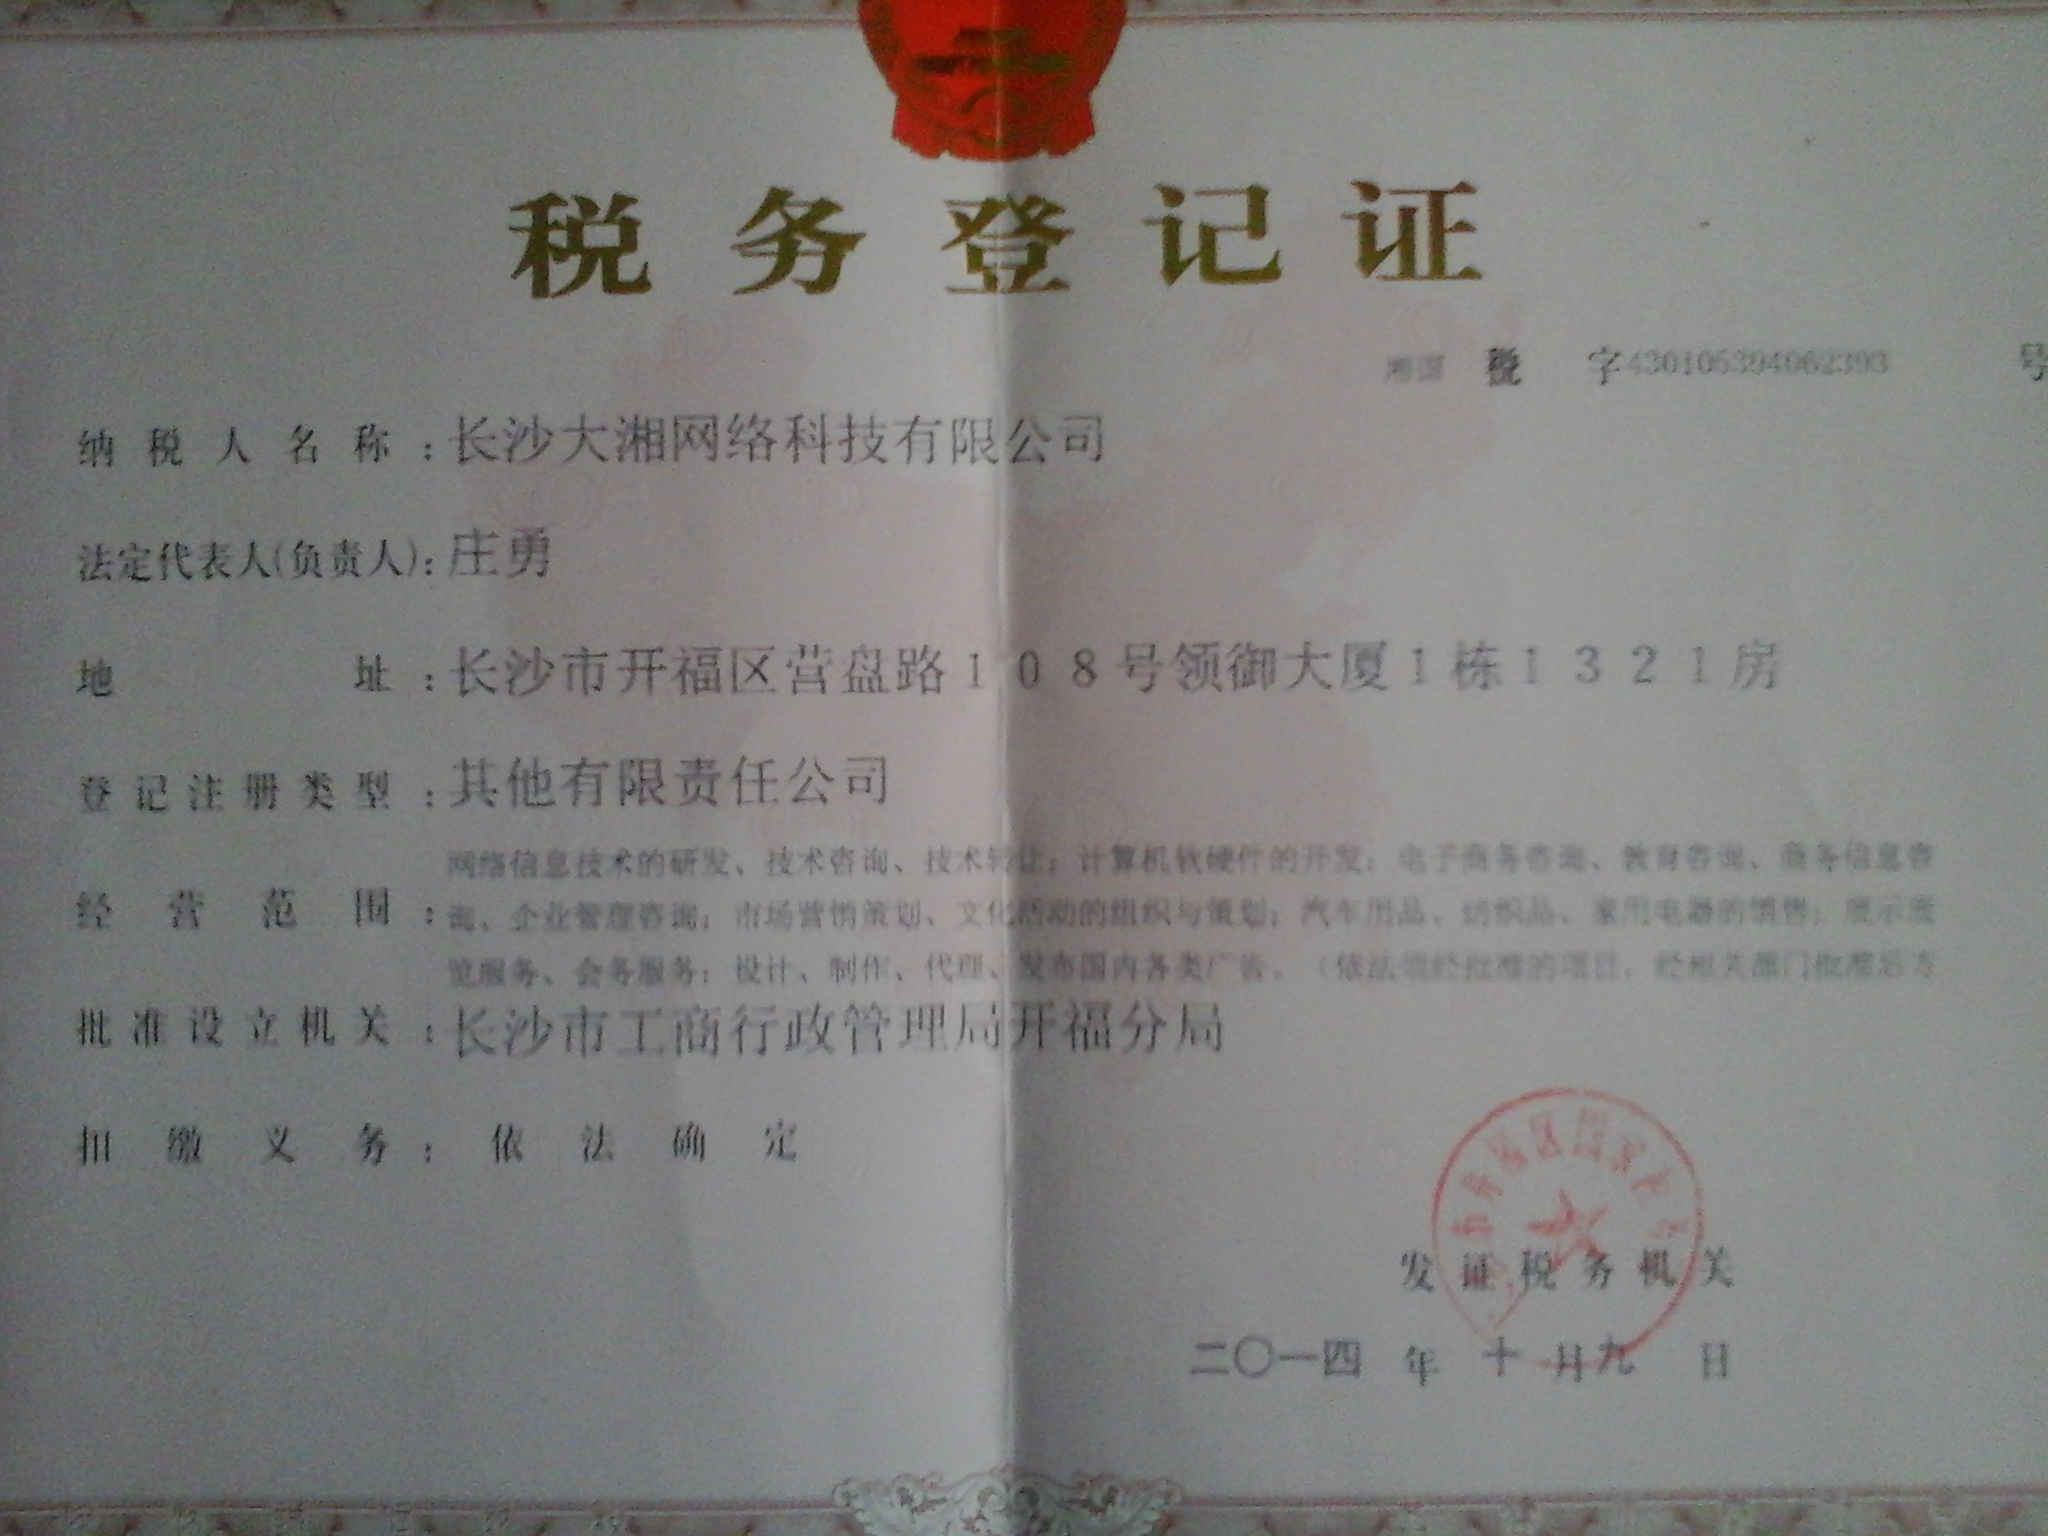 税务登记证
税 字430105394062393 号
纳税人名称：长沙大湘网络科技有限公司
法定代表人(负责人)：庄勇
地址：长沙市开福区营盘路108号领御大厦1栋1321房
登记注册类型：其他有限责任公司
网络信息技术的研发、技术咨询、技术转让；计算机软硬件的开发；电子商务咨询、教育咨询、商务信息咨
经营范围：询、企业管理咨询；市场营销策划、文化活动的组织与策划；汽车用品、纺织品、家用电器的销售；展示展
览服务、会务服务；设计、制作、代理、发布国内各类广告。（依法须经批准的项目，经相关部门批准后方
批准设立机关：长沙市工商行政管理局开福分局
扣缴义务：依法确定
发证税务机关
二〇一四年十月九日